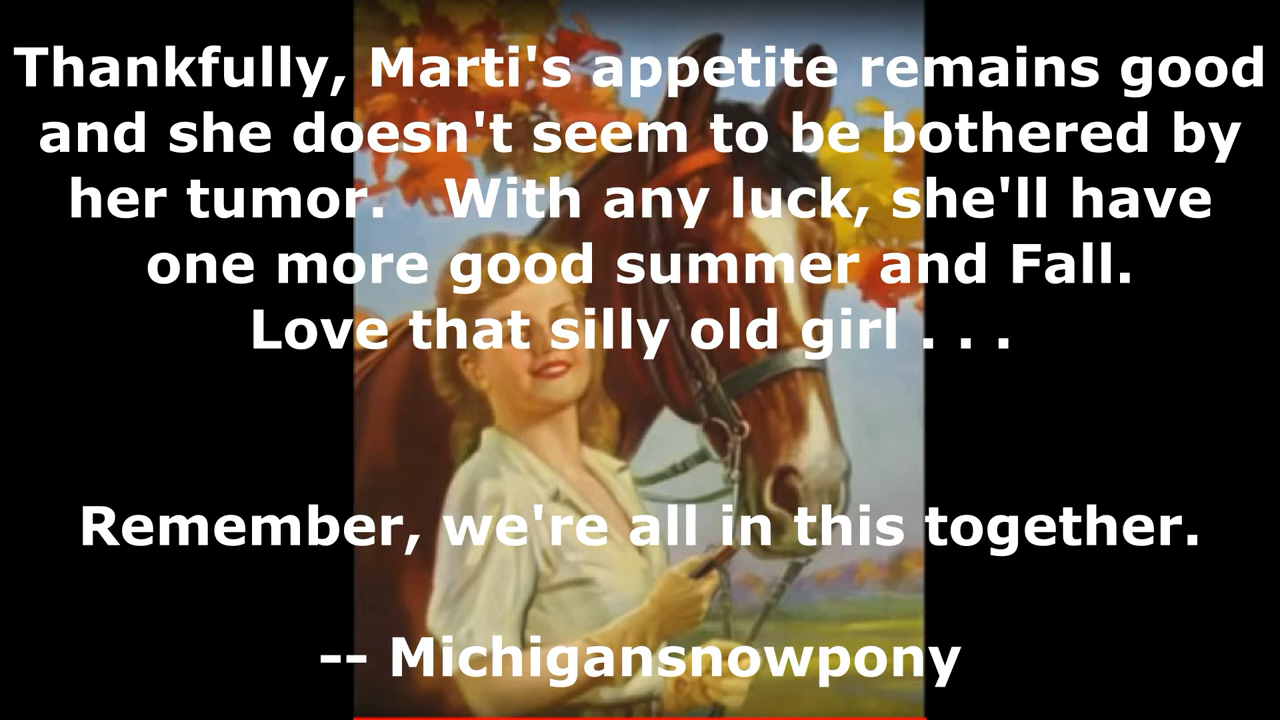 Thankfully, Marti's appetite remains good
and she doesn't seem to be bothered by
her tumor.   With any luck, she'll have
one more good summer and Fall.
Love that silly old girl . . .
Remember, we're all in this together.
-- Michigansnowpony